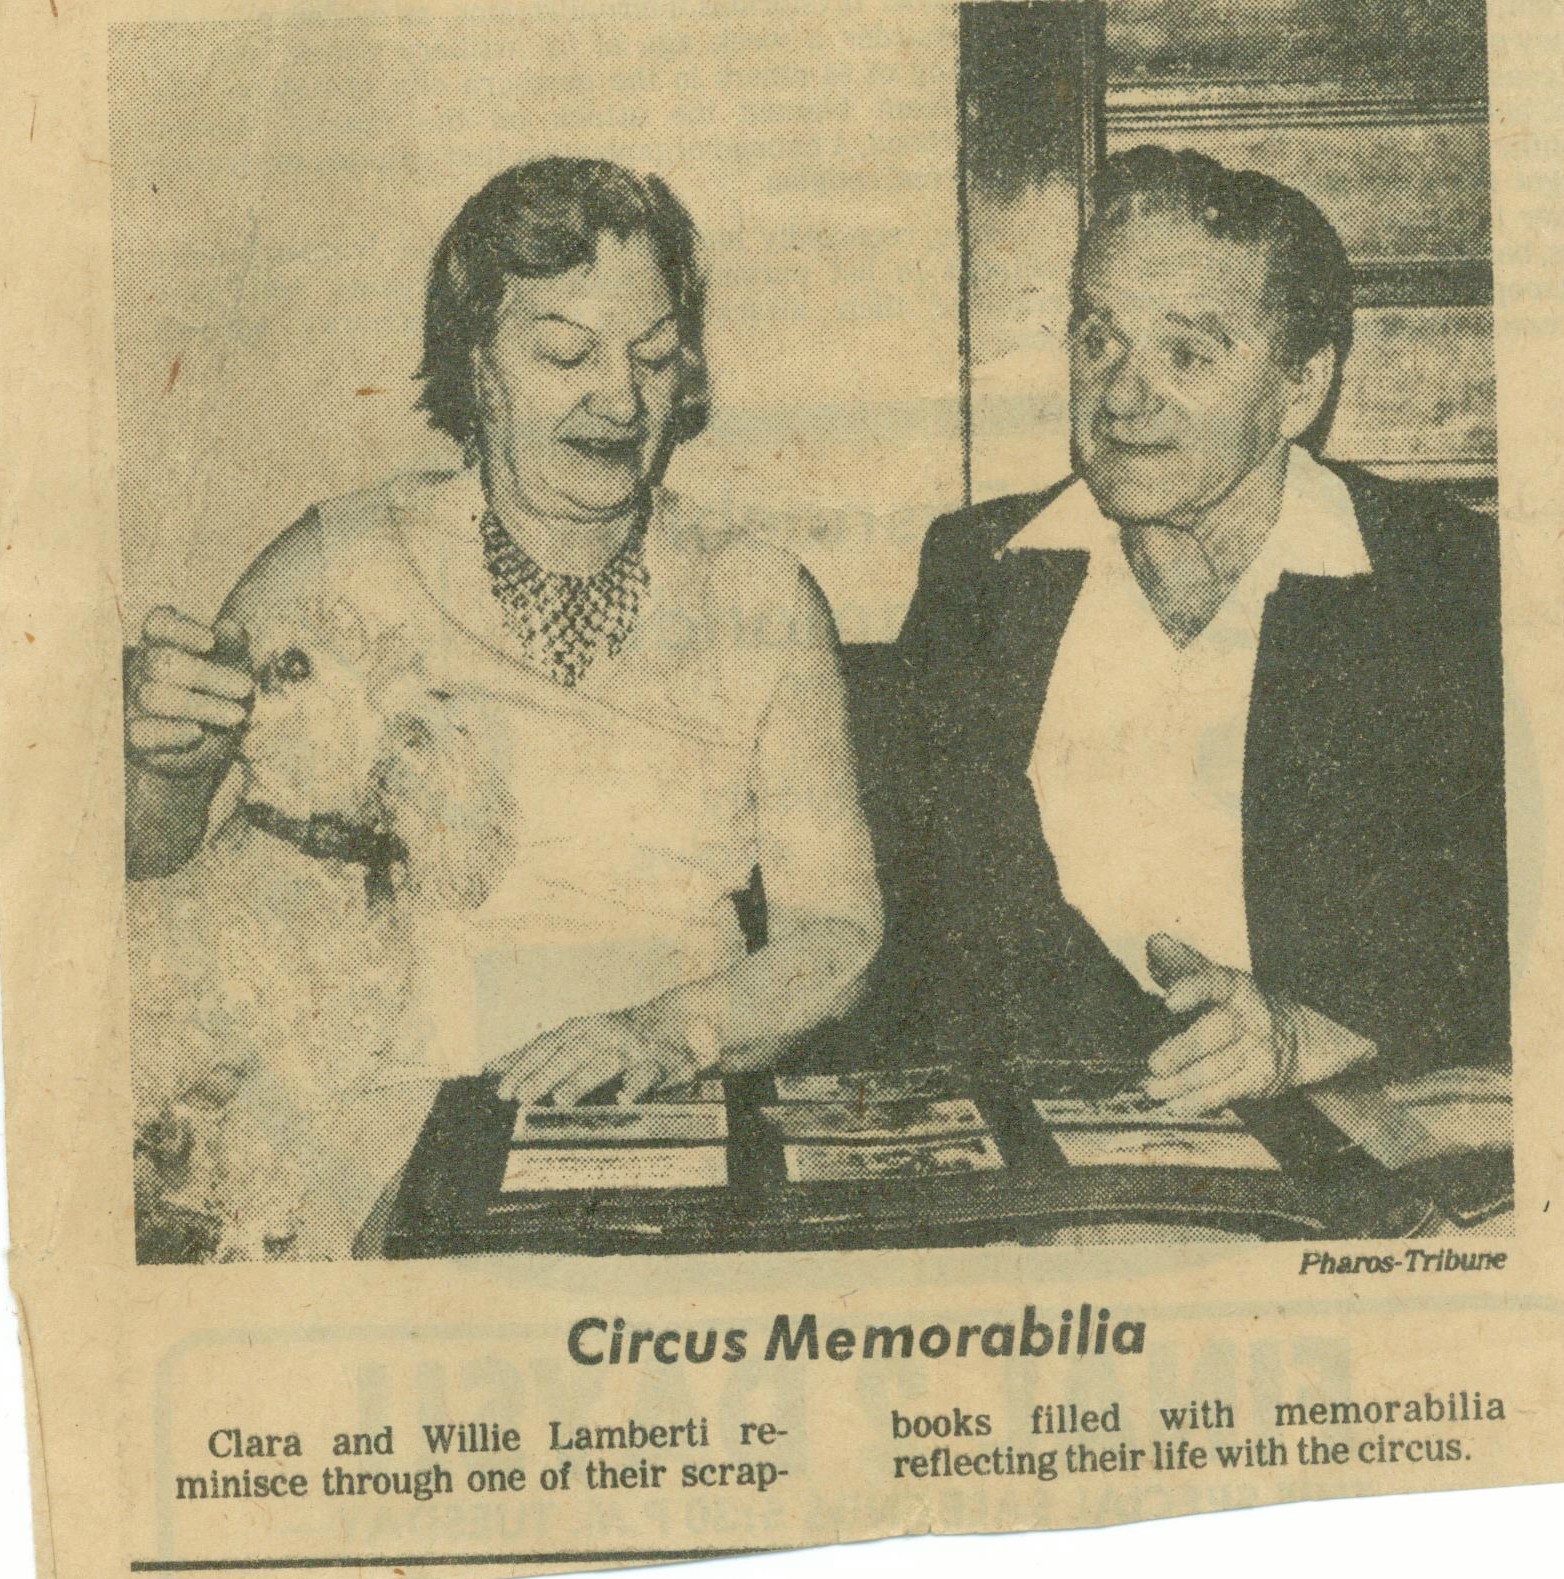 Pharos-Tribune
Circus Memorabilia
Clara and Willie Lamberti re-
minisce through one of their scrap-
books filled with memorabilia
reflecting their life with the circus.